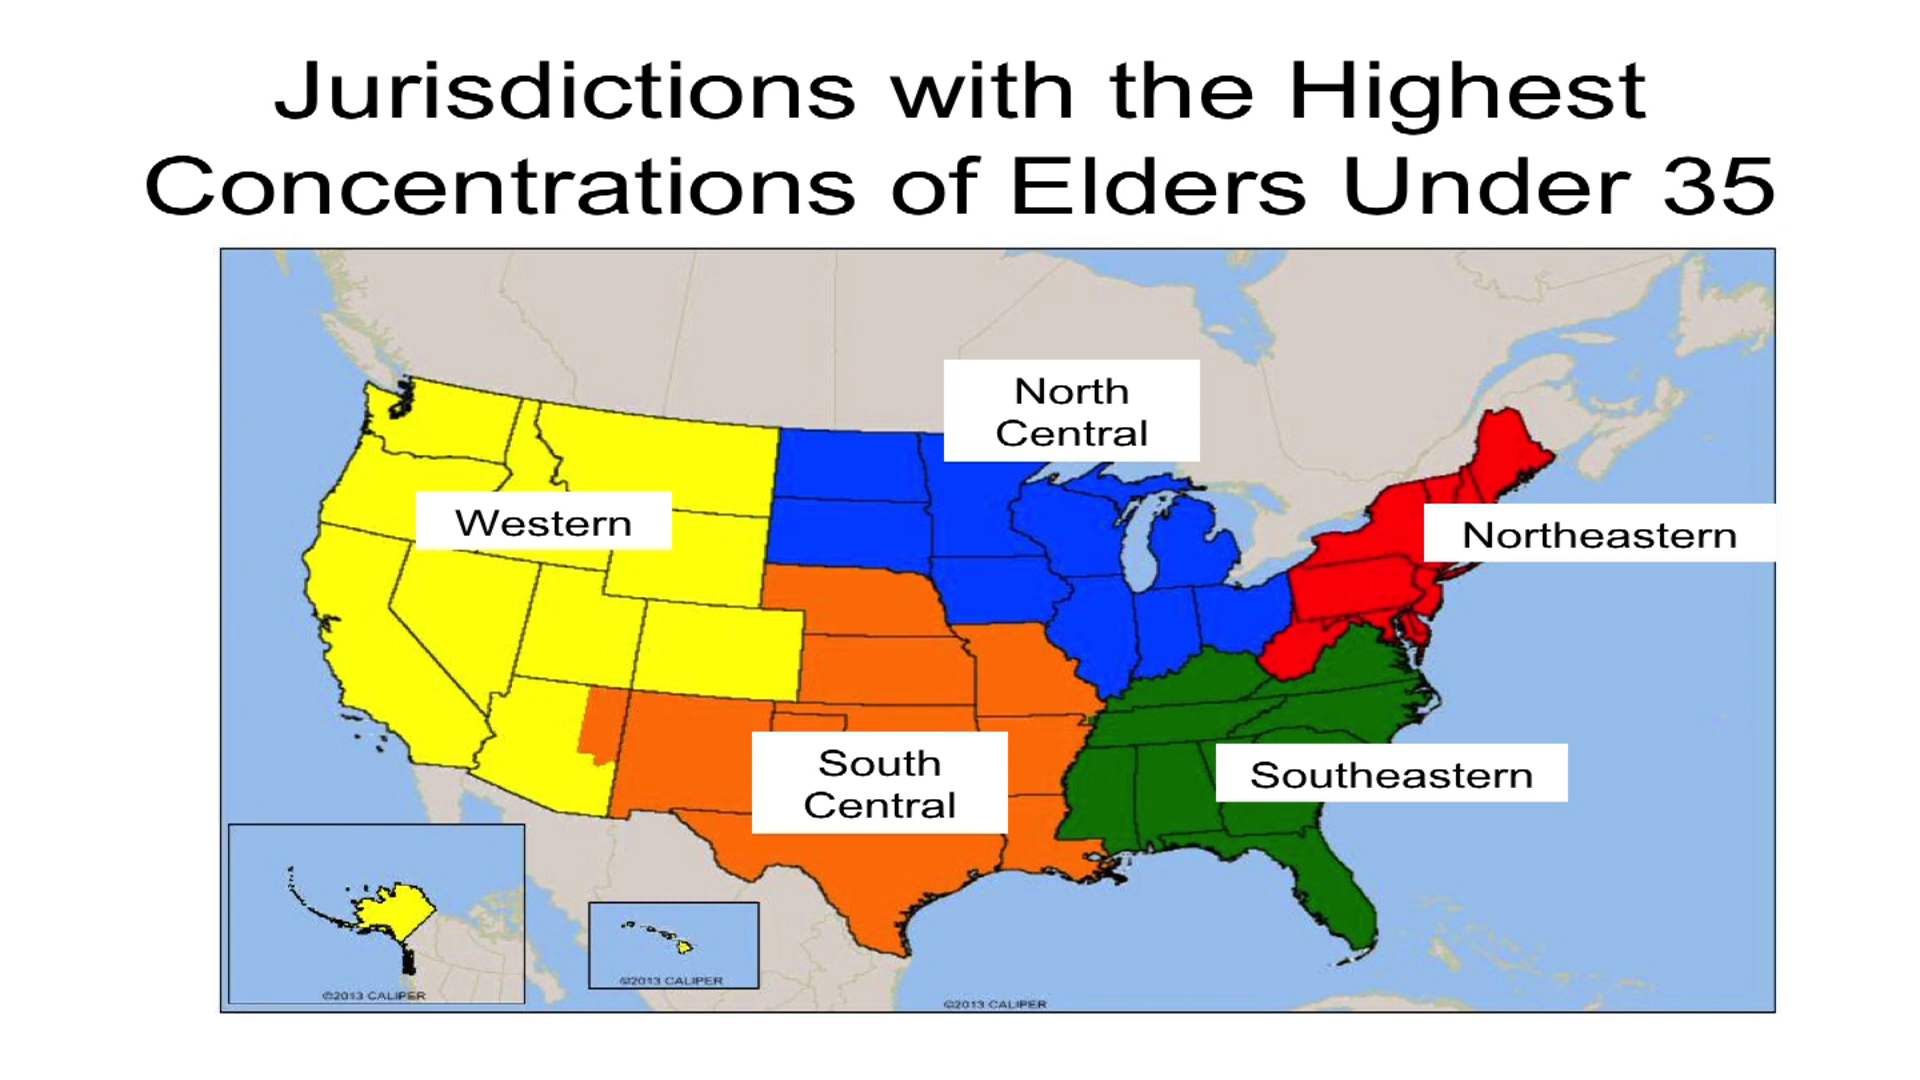 Jurisdictions with the Highest
Concentrations of Elders Under 35
North
Central
Western
Northeastern
South
Central
Southeastern
©2013 CALIPER
©2013 CALIPER
©2013 CALIPER